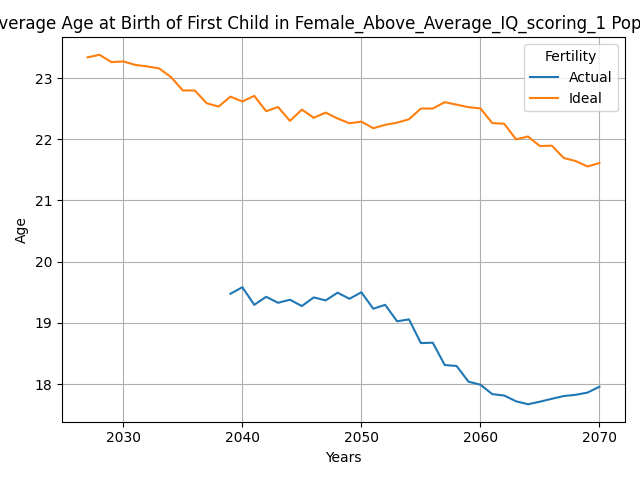 verage Age at Birth of First Child in Female_Above_Average_IQ_scoring_1 Pop
Fertility
Actual
Ideal
23
22
21
20
19
18
Age
2030
2040
2050
2060
2070
Years